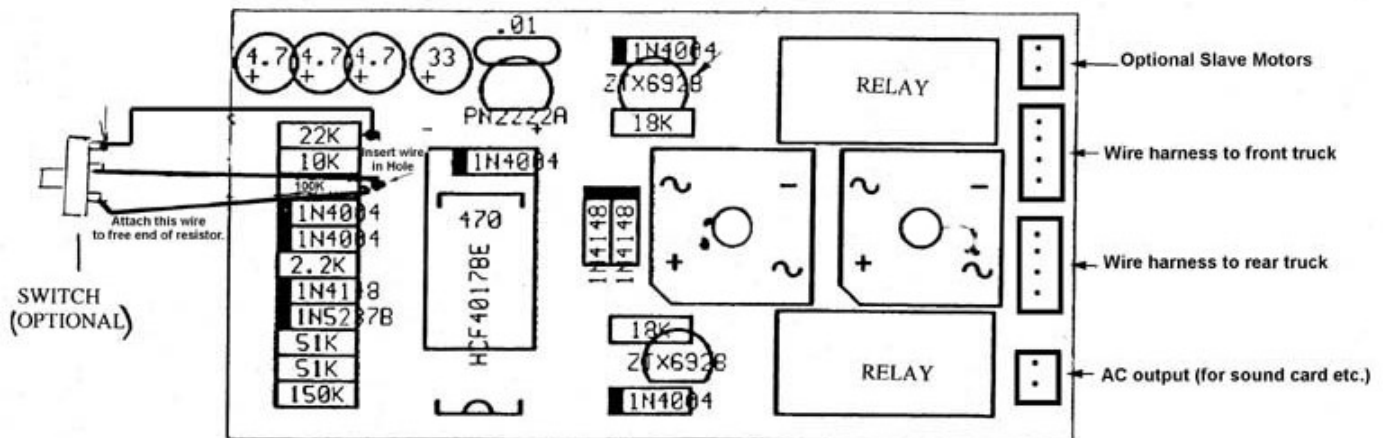 4.7
+
4.7
+
4.7
+
33
+
.01
PN2222A
- +
1N4004
ZTX692B
18K
RELAY
Optional Slave Motors
Wire harness to front truck
Wire harness to rear truck
AC output (for sound card etc.)
22K
10K
100K
1N4004
1N4004
2.2K
1N4148
1N5237B
51K
51K
150K
Insert wire
in Hole
Attach this wire
to free end of resistor.
SWITCH
(OPTIONAL)
1N4004
470
HCF4017BE
1N4148
1N4148
~ -
+ ~
~ -
+ ~
18K
ZTX692B
1N4004
RELAY